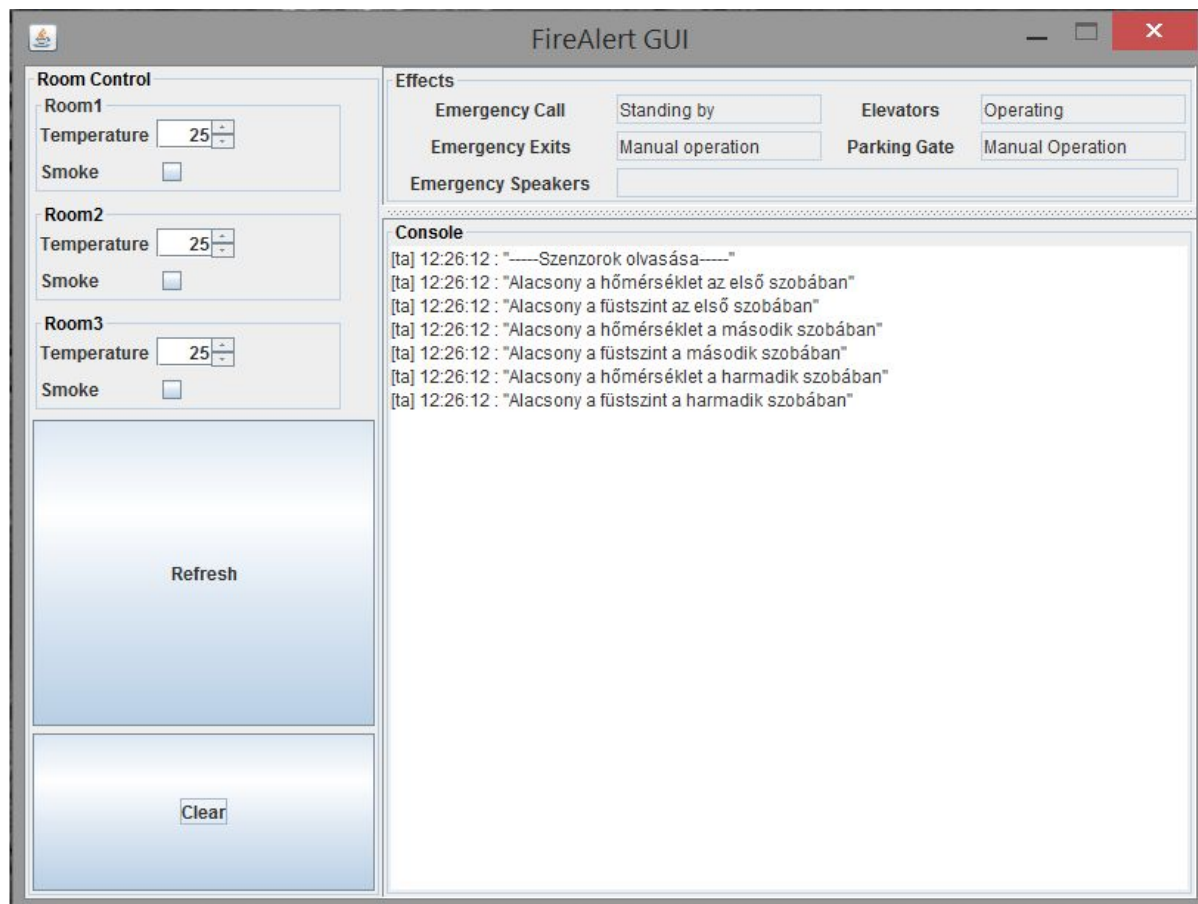 FireAlert GUI
Room Control
Room1
Temperature 25
Smoke
Room2
Temperature 25
Smoke
Room3
Temperature 25
Smoke
Refresh
Clear
Effects
Emergency Call Standing by Elevators Operating
Emergency Exits Manual operation Parking Gate Manual Operation
Emergency Speakers
Console
[ta] 12:26:12 : "-----Szenzorok olvasása-----"
[ta] 12:26:12 : "Alacsony a hőmérséklet az első szobában"
[ta] 12:26:12 : "Alacsony a füstszint az első szobában"
[ta] 12:26:12 : "Alacsony a hőmérséklet a második szobában"
[ta] 12:26:12 : "Alacsony a füstszint a második szobában"
[ta] 12:26:12 : "Alacsony a hőmérséklet a harmadik szobában"
[ta] 12:26:12 : "Alacsony a füstszint a harmadik szobában"